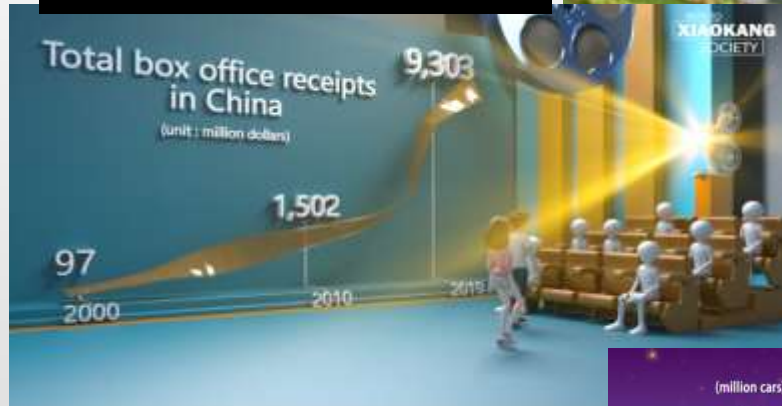 XIAOKANG
SOCIETY
Total box office receipts
in China
(unit : million dollars)
9,303
1,502
97
2000
2010
2019
(million cars